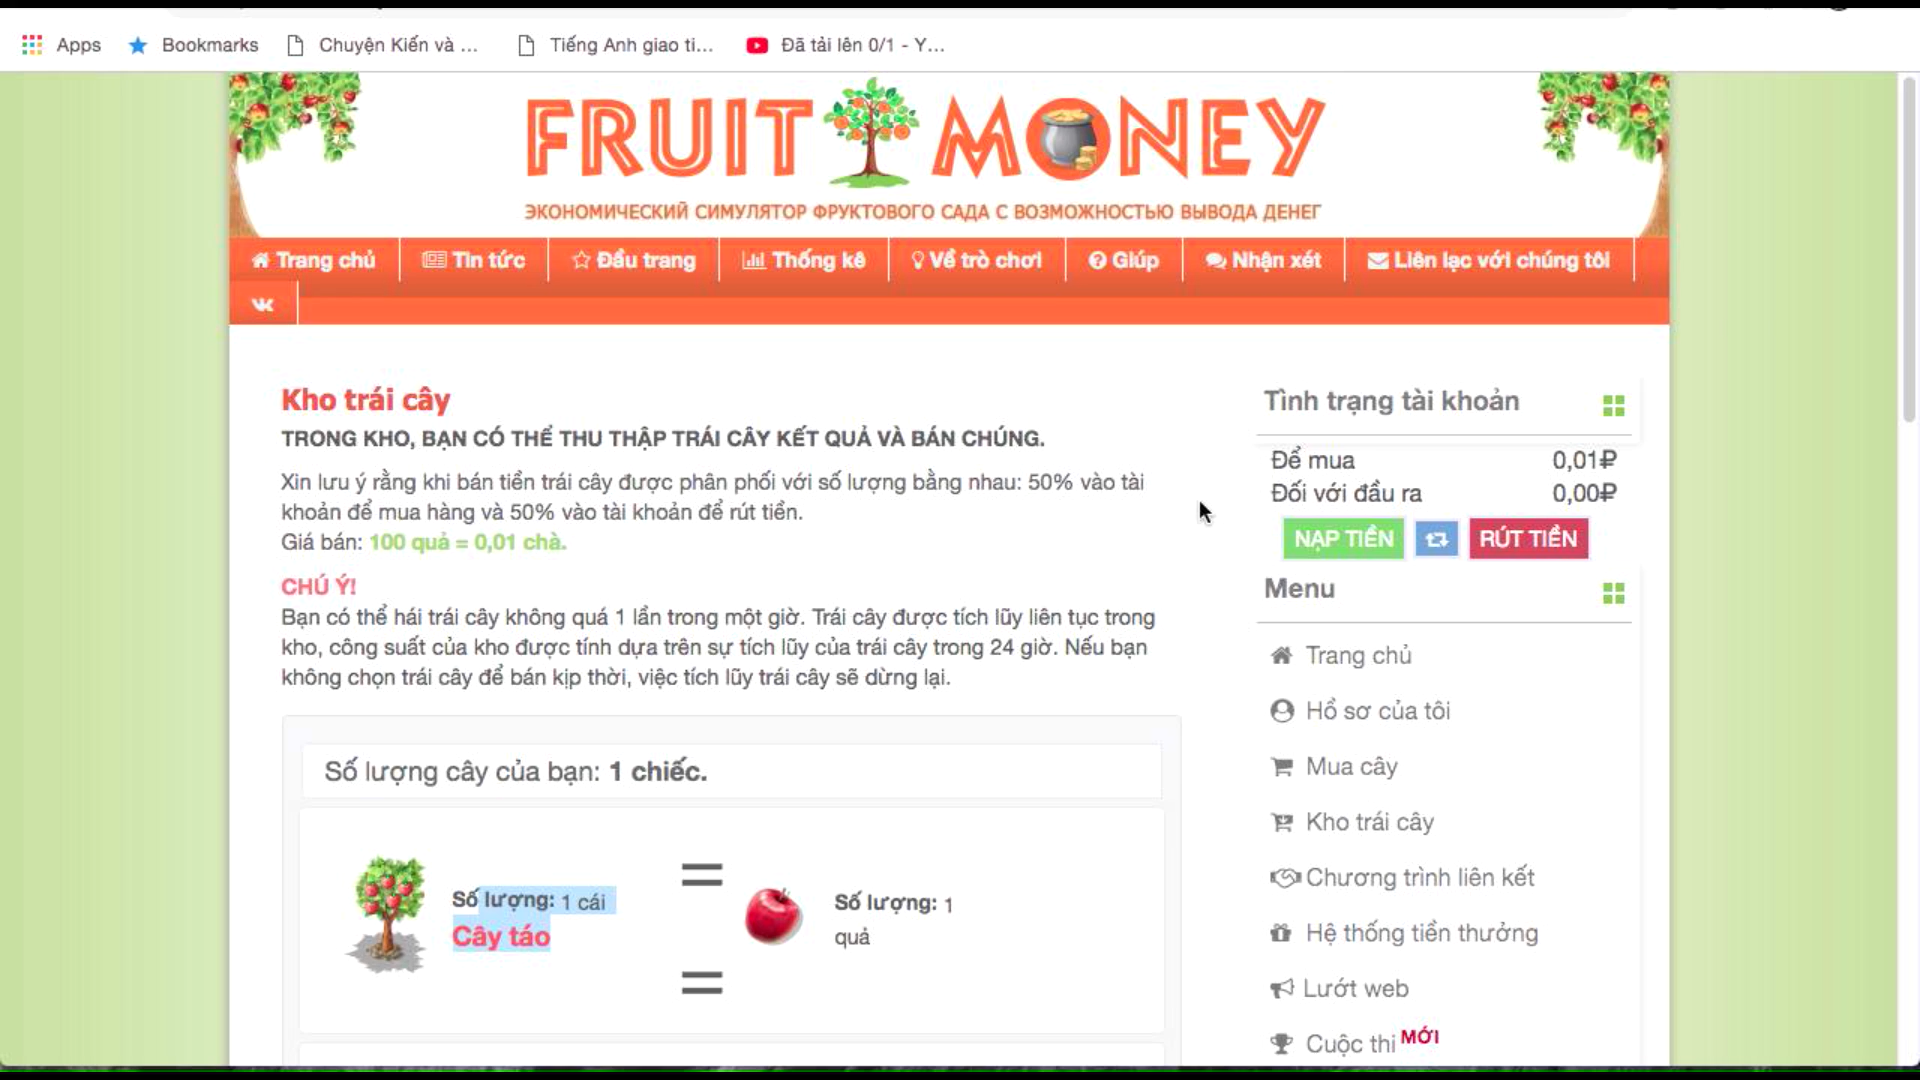 Apps
Bookmarks
Chuyện Kiến và ...
Tiếng Anh giao ti...
Đã tải lên 0/1 - Y...
FRUIT MONEY
ЭКОНОМИЧЕСКИЙ СИМУЛЯТОР ФРУКТОВОГО САДА С ВОЗМОЖНОСТЬЮ ВЫВОДА ДЕНЕГ
Trang chủ
Tin tức
Đầu trang
Thống kê
Về trò chơi
Giúp
Nhận xét
Liên lạc với chúng tôi
Kho trái cây
TRONG KHO, BẠN CÓ THỂ THU THẬP TRÁI CÂY KẾT QUẢ VÀ BÁN CHÚNG.
Xin lưu ý rằng khi bán tiền trái cây được phân phối với số lượng bằng nhau: 50% vào tài
khoản để mua hàng và 50% vào tài khoản để rút tiền.
Giá bán: 100 quả = 0,01 chà.
CHÚ Ý!
Bạn có thể hái trái cây không quá 1 lần trong một giờ. Trái cây được tích lũy liên tục trong
kho, công suất của kho được tính dựa trên sự tích lũy của trái cây trong 24 giờ. Nếu bạn
không chọn trái cây để bán kịp thời, việc tích lũy trái cây sẽ dừng lại.
Số lượng cây của bạn: 1 chiếc.
Số lượng: 1 cái
Cây táo
=
=
Số lượng: 1
quả
Tình trạng tài khoản
Để mua 0,01₽
Đối với đầu ra 0,00₽
NẠP TIỀN
RÚT TIỀN
Menu
Trang chủ
Hồ sơ của tôi
Mua cây
Kho trái cây
Chương trình liên kết
Hệ thống tiền thưởng
Lướt web
Cuộc thi MỚI